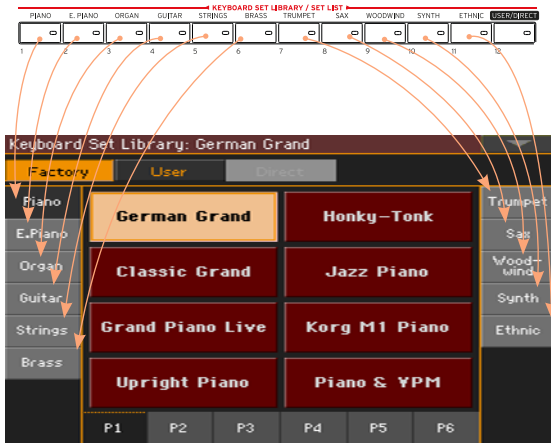 KEYBOARD SET LIBRARY / SET LIST
PIANO E. PIANO ORGAN GUITAR STRINGS BRASS TRUMPET SAX WOODWIND SYNTH ETHNIC USER/DIRECT
1 2 3 4 5 6 7 8 9 10 11 12
Keyboard Set Library: German Grand
Factory User Direct
Piano
E.Piano
Organ
Guitar
Strings
Brass
German Grand Honky-Tonk
Classic Grand Jazz Piano
Grand Piano Live Korg M1 Piano
Upright Piano Piano & ¥PM
Trumpet
Sax
Wood-
wind
Synth
Ethnic
P1 P2 P3 P4 P5 P6